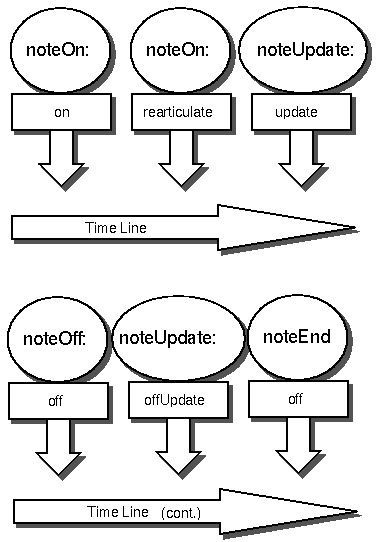 noteOn: noteOn: noteUpdate:
on rearticulate update
Time Line
noteOff: noteUpdate: noteEnd
off offUpdate off
Time Line (cont.)